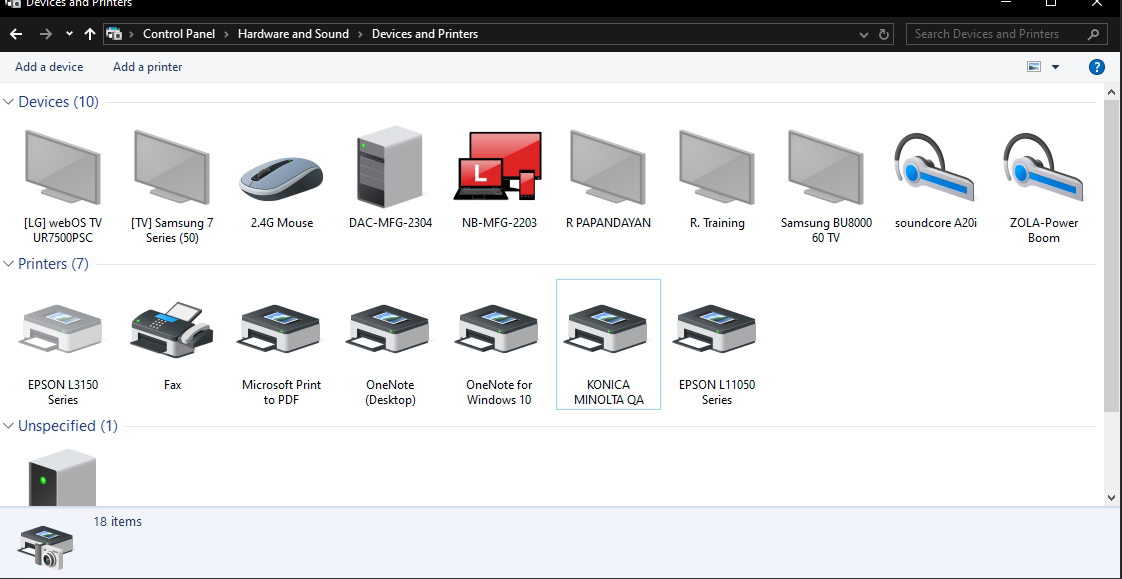 Devices and Printers
Control Panel > Hardware and Sound > Devices and Printers
Search Devices and Printers
Add a device
Add a printer
?
Devices (10)
L
[LG] webOS TV
UR7500PSC
[TV] Samsung 7
Series (50)
2.4G Mouse
DAC-MFG-2304
NB-MFG-2203
R PAPANDAYAN
R. Training
Samsung BU8000
60 TV
soundcore A20i
ZOLA-Power
Boom
Printers (7)
EPSON L3150
Series
Fax
Microsoft Print
to PDF
OneNote
(Desktop)
OneNote for
Windows 10
KONICA
MINOLTA QA
EPSON L11050
Series
Unspecified (1)
18 items